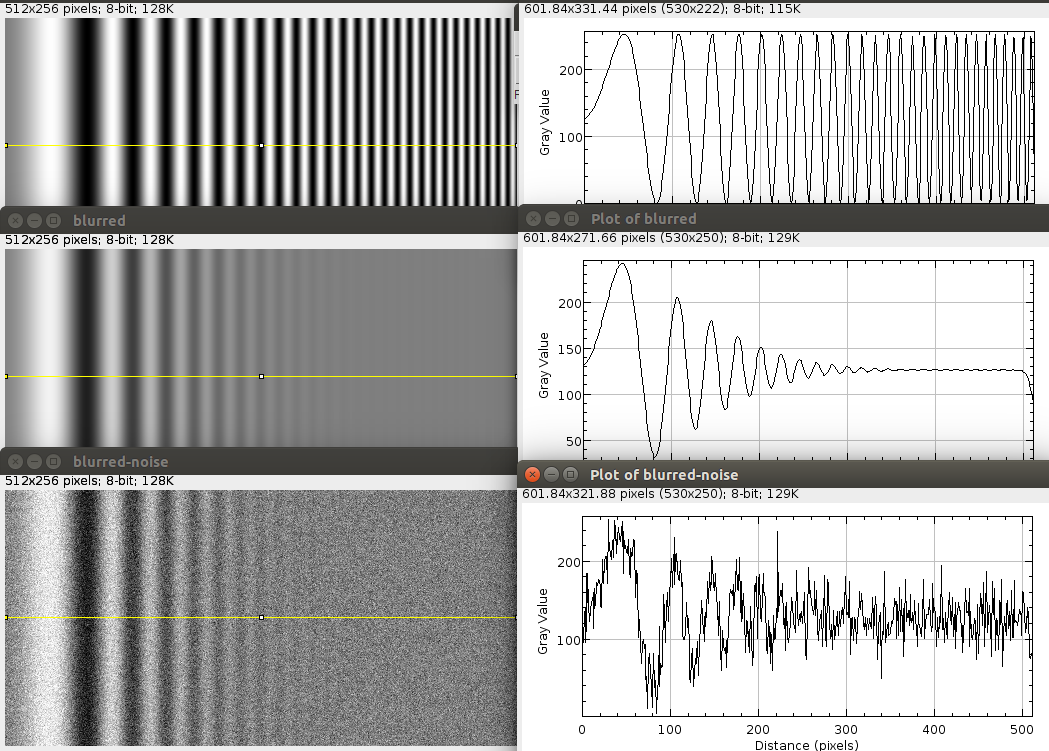 512x256 pixels; 8-bit; 128K
601.84x331.44 pixels (530x222); 8-bit; 115K
200
100
0
Gray Value
F
blurred
512x256 pixels; 8-bit; 128K
Plot of blurred
601.84x271.66 pixels (530x250); 8-bit; 129K
200
150
100
50
Gray Value
blurred-noise
512x256 pixels; 8-bit; 128K
Plot of blurred-noise
601.84x321.88 pixels (530x250); 8-bit; 129K
200
100
Gray Value
0 100 200 300 400 500
Distance (pixels)